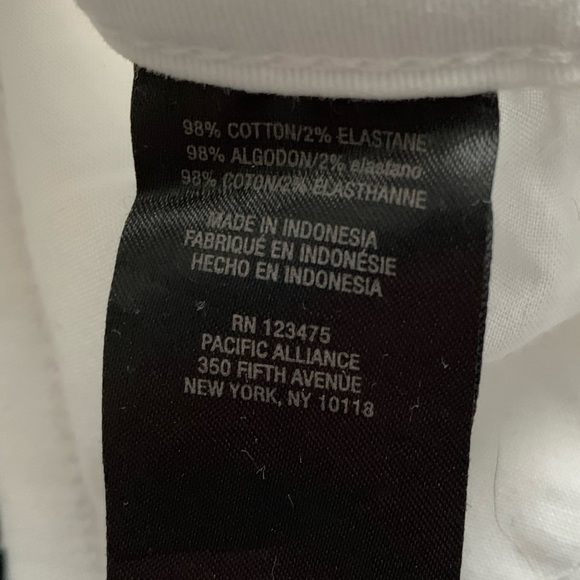 98% COTTON/2% ELASTANE
98% ALGODON/2% elastano
98% COTON/2% ELASTHANNE
MADE IN INDONESIA
FABRIQUÉ EN INDONÉSIE
HECHO EN INDONESIA
RN 123475
PACIFIC ALLIANCE
350 FIFTH AVENUE
NEW YORK, NY 10118